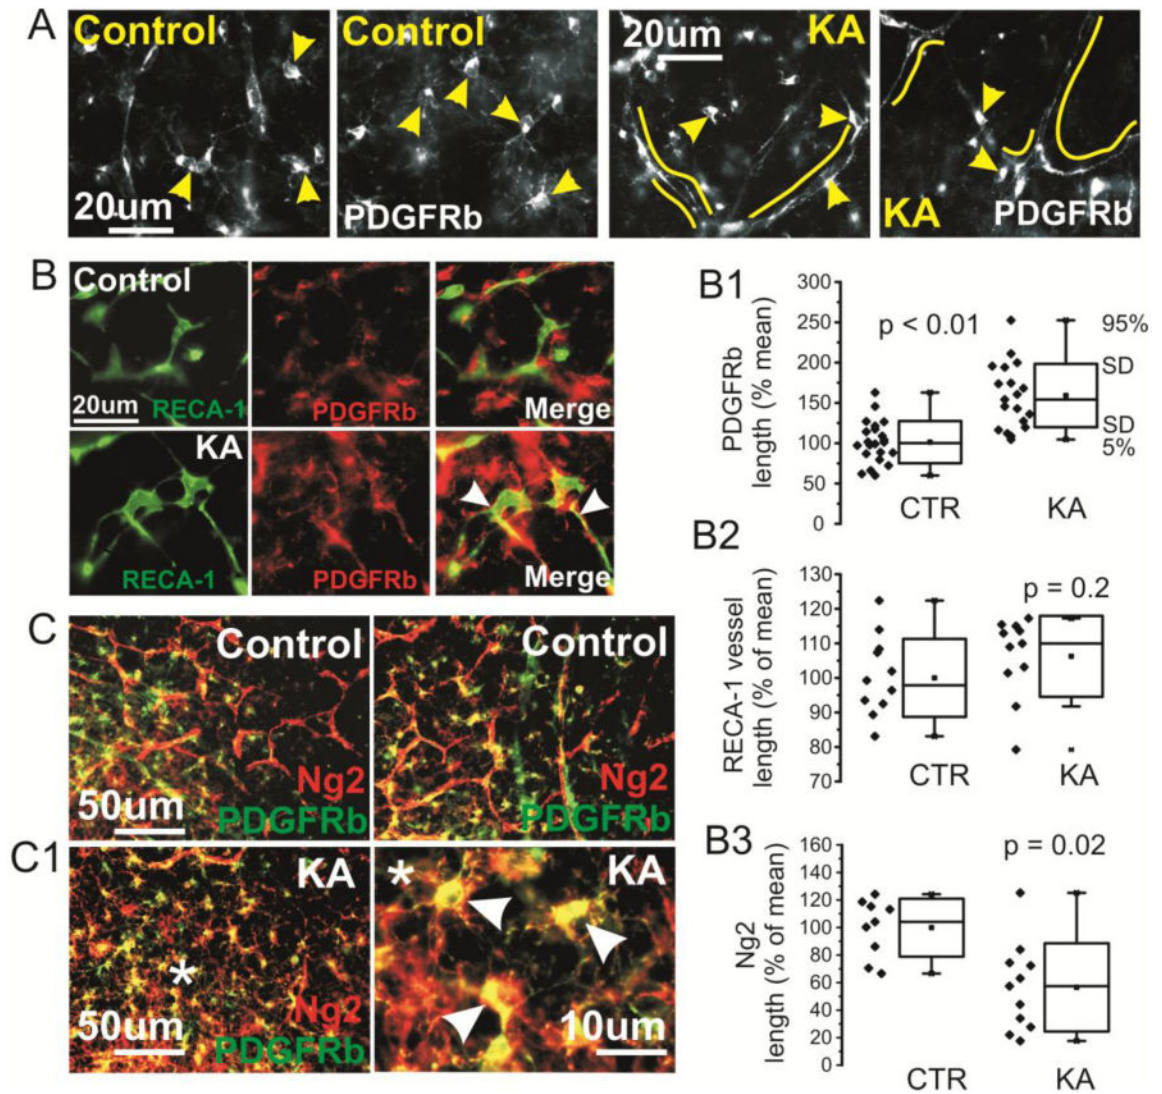 A
Control
20um
Control
PDGFRb
20um
KA
KA
PDGFRb
B
Control
20um
RECA-1
PDGFRb
Merge
KA
RECA-1
PDGFRb
Merge
B1
PDGFRb
length (% mean)
300
250
200
150
100
50
0
p < 0.01
95%
SD
SD
5%
CTR
KA
B2
RECA-1 vessel
length (% of mean)
130
120
110
100
90
80
70
p = 0.2
CTR
KA
C
Control
Ng2
50um
PDGFRb
Control
Ng2
PDGFRb
C1
KA
*
Ng2
50um
PDGFRb
*
KA
10um
B3
Ng2
length (% of mean)
160
140
120
100
80
60
40
20
0
p = 0.02
CTR
KA